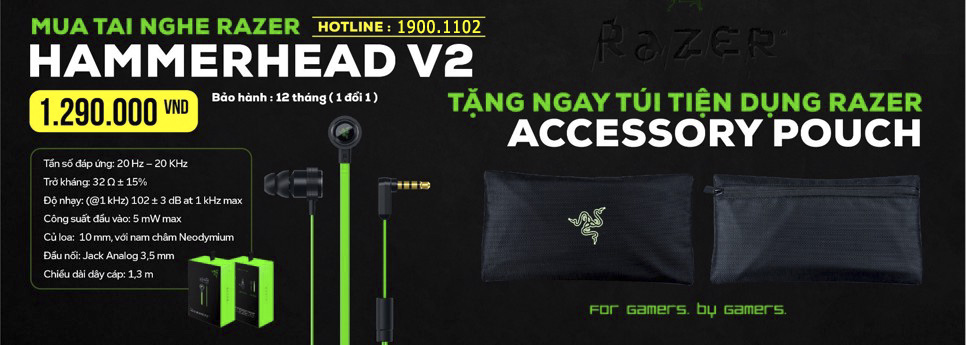 MUA TAI NGHE RAZER HOTLINE : 1900.1102
HAMMERHEAD V2
1.290.000 VND
Bảo hành : 12 tháng ( 1 đổi 1 )
Tần số đáp ứng: 20 Hz – 20 KHz
Trở kháng: 32 Ω ± 15%
Độ nhạy: (@1 kHz) 102 ± 3 dB at 1 kHz max
Công suất đầu vào: 5 mW max
Củ loa: 10 mm, với nam châm Neodymium
Đầu nối: Jack Analog 3,5 mm
Chiều dài dây cáp: 1,3 m
RAZER
TẶNG NGAY TÚI TIỆN DỤNG RAZER
ACCESSORY POUCH
FOR GAMERS. BY GAMERS.